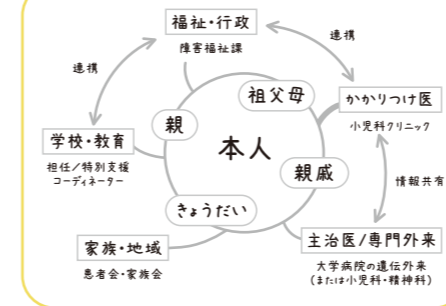 福祉・行政
障害福祉課
連携
連携
祖父母
かかりつけ医
小児科クリニック
親
本人
学校・教育
担任/特別支援
コーディネーター
親戚
情報共有
きょうだい
家族・地域
患者会・家族会
主治医/専門外来
大学病院の遺伝外来
(または小児科・精神科)